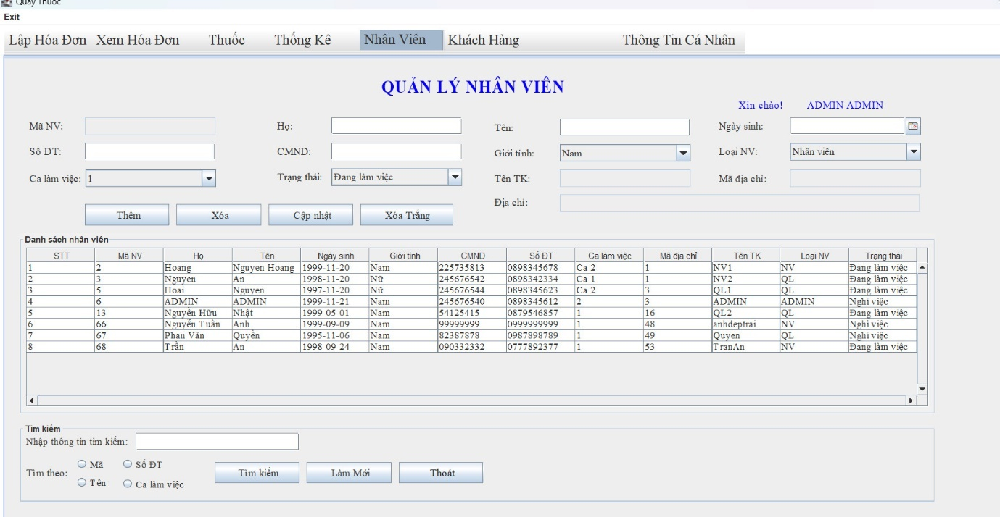 Quầy Thuốc
Exit
Lập Hóa Đơn Xem Hóa Đơn Thuốc Thống Kê Nhân Viên Khách Hàng Thông Tin Cá Nhân
QUẢN LÝ NHÂN VIÊN
Xin chào! ADMIN ADMIN
Mã NV: Họ: Tên: Ngày sinh:
Số ĐT: CMND: Giới tính: Nam Loại NV: Nhân viên
Ca làm việc: 1 Trạng thái: Đang làm việc Tên TK: Mã địa chỉ:
Địa chỉ:
Thêm Xóa Cập nhật Xóa Trắng
Danh sách nhân viên
STT Mã NV Họ Tên Ngày sinh Giới tính CMND Số ĐT Ca làm việc Mã địa chỉ Tên TK Loại NV Trạng thái
1 2 Hoang Nguyen Hoang 1999-11-20 Nam 225735813 0898345678 Ca 2 1 NV1 NV Đang làm việc
2 3 Nguyen An 1998-11-20 Nữ 245676542 0898342334 Ca 1 1 NV2 QL Đang làm việc
3 5 Hoai Nguyen 1997-11-20 Nữ 245676544 0898345623 Ca 2 3 QL1 QL Đang làm việc
4 6 ADMIN ADMIN 1999-11-21 Nam 245676540 0898345612 2 3 ADMIN ADMIN Nghỉ việc
5 13 Nguyễn Hữu Nhật 1999-05-01 Nam 54125415 0879546857 1 16 QL2 QL Đang làm việc
6 66 Nguyễn Tuấn Anh 1999-09-09 Nam 99999999 0999999999 1 48 anhdeptrai NV Nghỉ việc
7 67 Phan Văn Quyền 1995-11-06 Nam 82387878 0987898789 1 49 Quyen QL Nghỉ việc
8 68 Trần An 1998-09-24 Nam 090332332 0777892377 1 53 TranAn NV Đang làm việc
Tìm kiếm
Nhập thông tin tìm kiếm:
Tìm theo: Mã Số ĐT
Tên Ca làm việc
Tìm kiếm Làm Mới Thoát